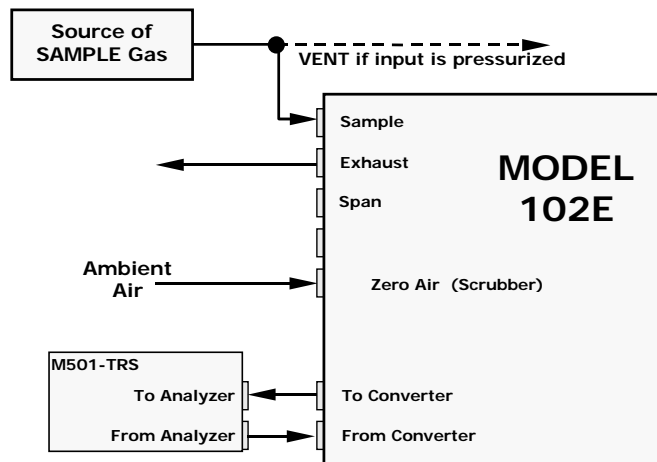 Source of
SAMPLE Gas
VENT if input is pressurized
Sample
Exhaust
Span
MODEL
102E
Ambient
Air
Zero Air (Scrubber)
M501-TRS
To Analyzer
From Analyzer
To Converter
From Converter